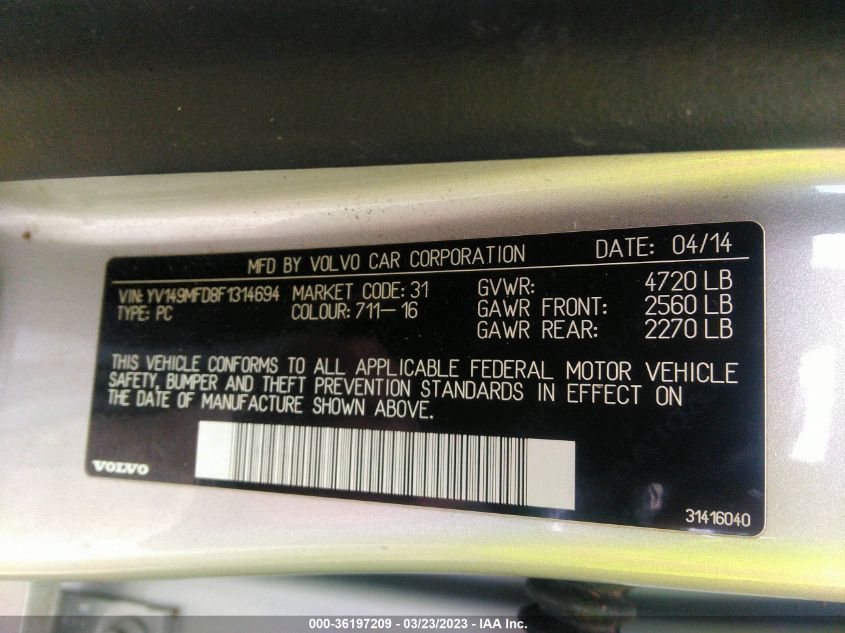 MFD BY VOLVO CAR CORPORATION DATE: 04/14
VIN: YV149MFD8F1314694 MARKET CODE: 31 GVWR: 4720 LB
TYPE: PC COLOUR: 711-16 GAWR FRONT: 2560 LB
GAWR REAR: 2270 LB
THIS VEHICLE CONFORMS TO ALL APPLICABLE FEDERAL MOTOR VEHICLE
SAFETY, BUMPER AND THEFT PREVENTION STANDARDS IN EFFECT ON
THE DATE OF MANUFACTURE SHOWN ABOVE.
VOLVO
31416040
000-36197209 - 03/23/2023 - IAA Inc.